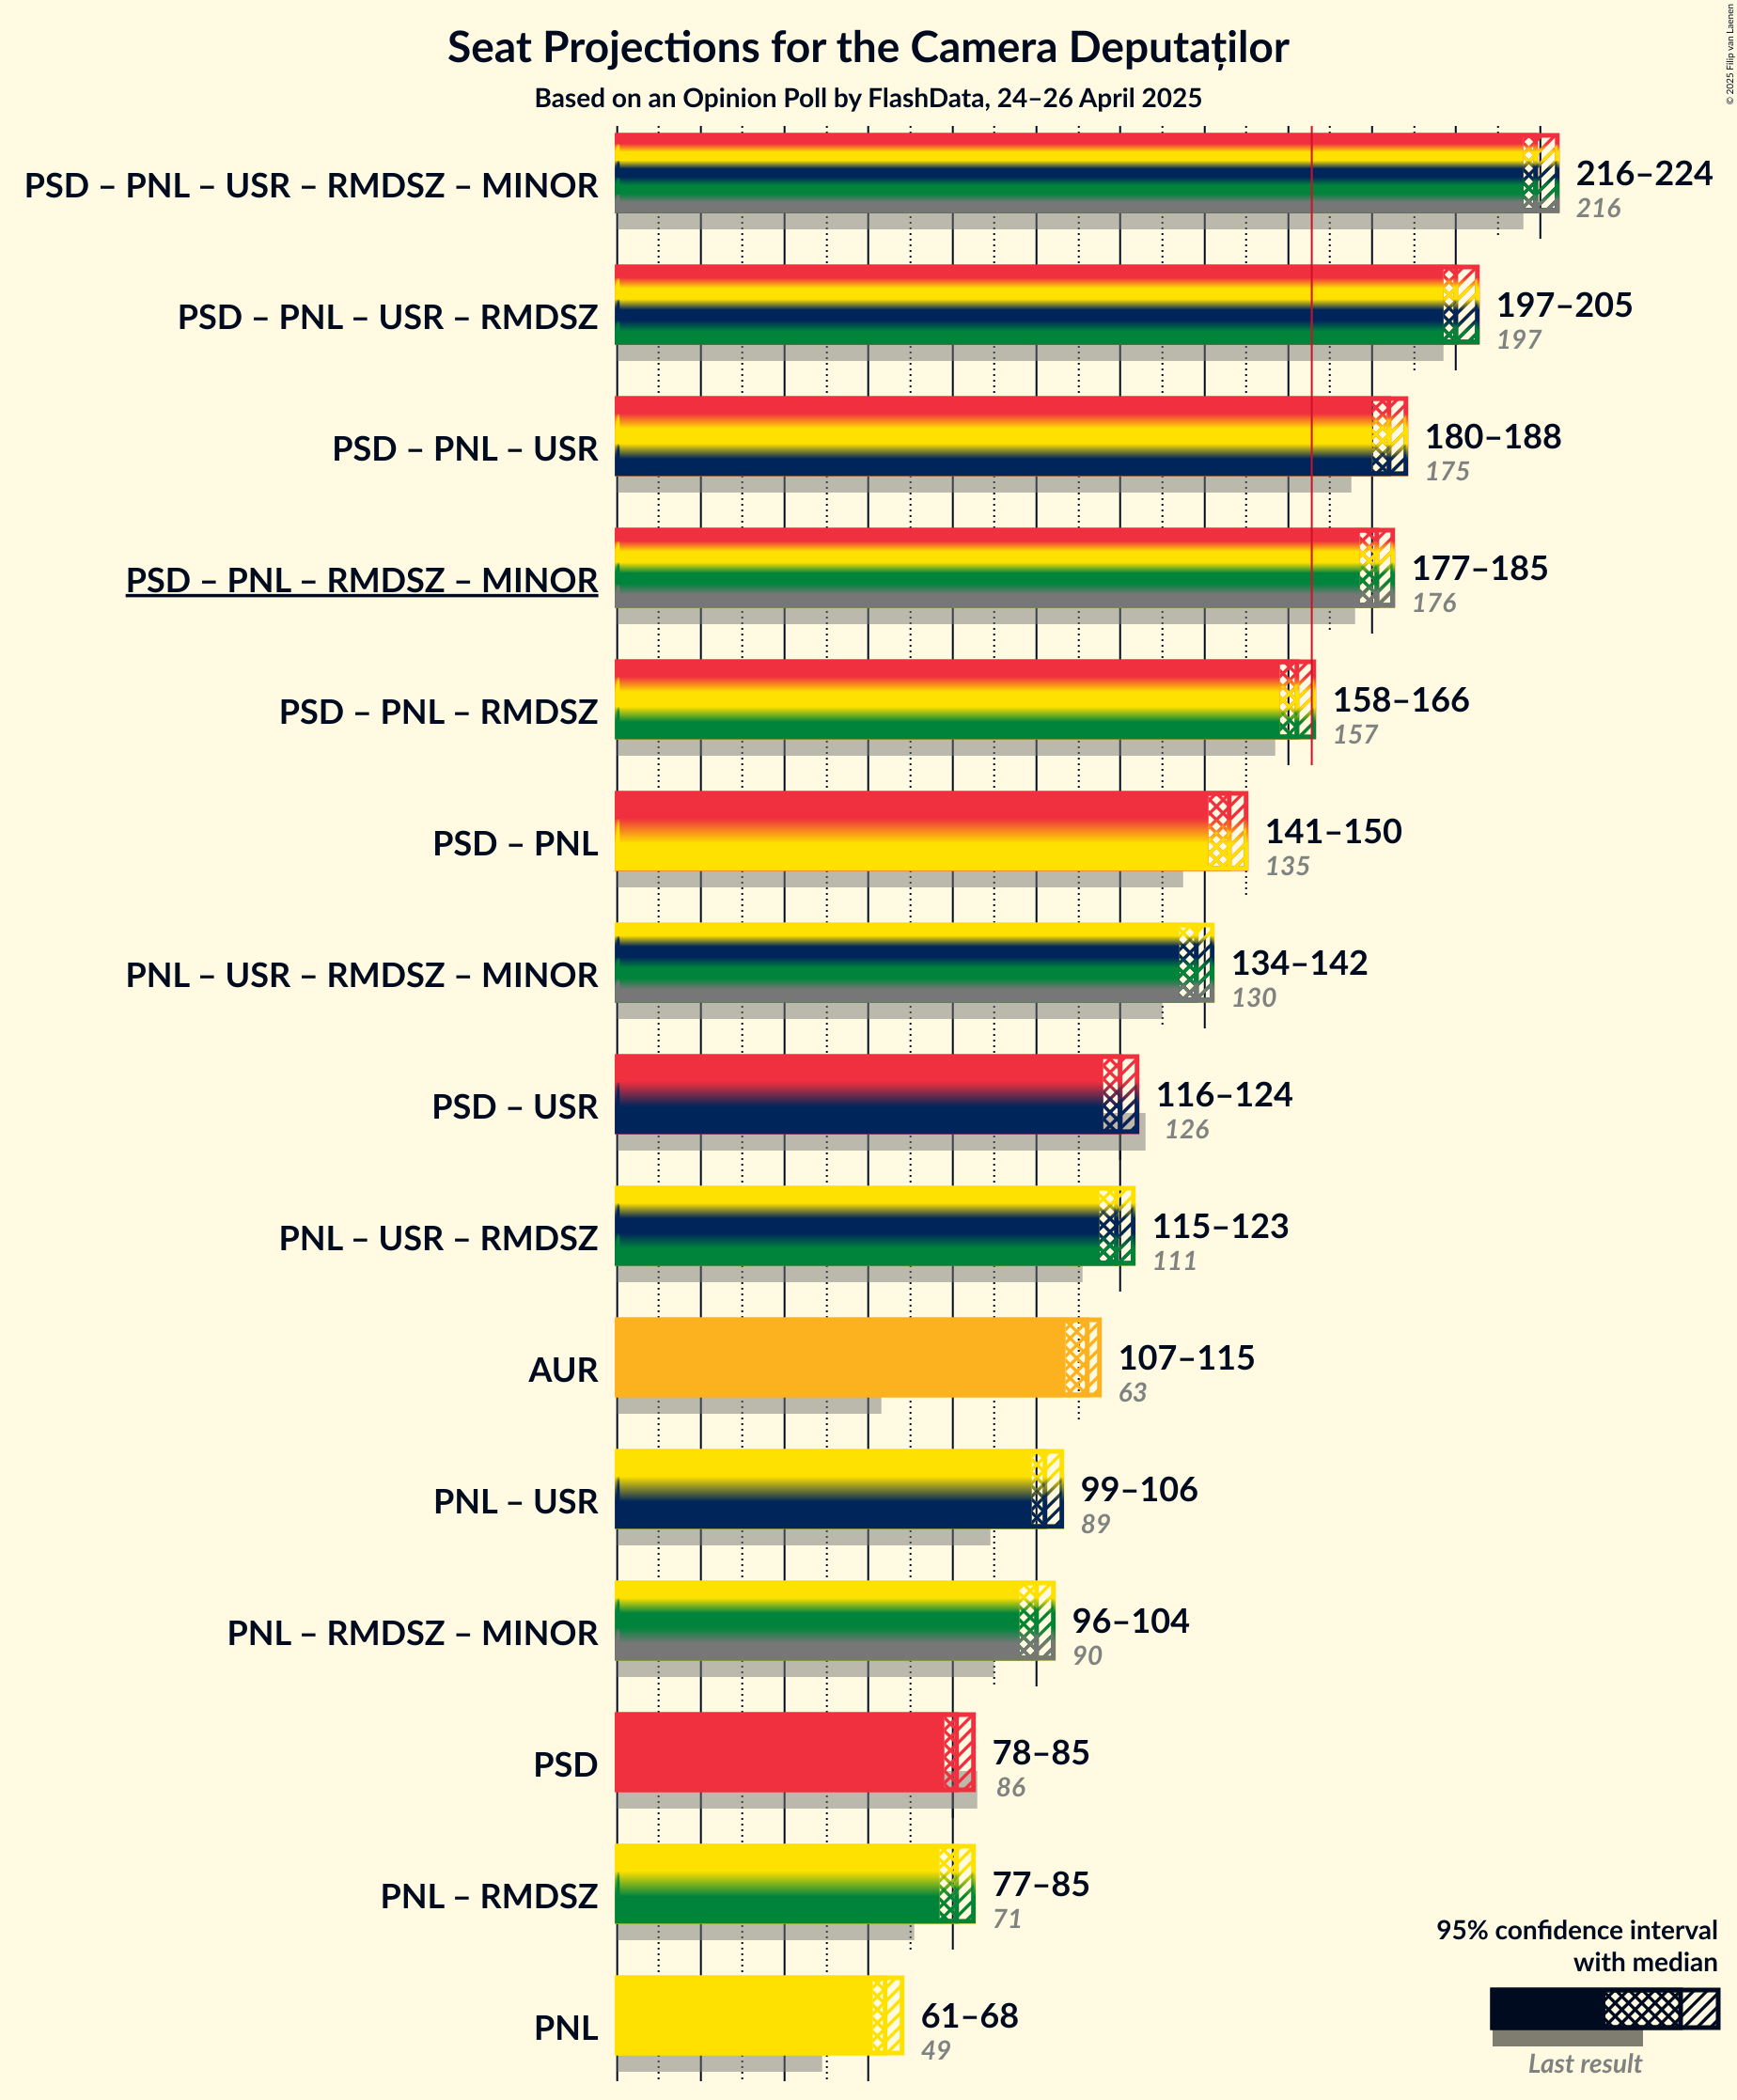 Seat Projections for the Camera Deputaților
Based on an Opinion Poll by FlashData, 24–26 April 2025
© 2025 Filip van Laenen
PSD – PNL – USR – RMDSZ – MINOR
216–224
216
PSD – PNL – USR – RMDSZ
197–205
197
PSD – PNL – USR
180–188
175
PSD – PNL – RMDSZ – MINOR
177–185
176
PSD – PNL – RMDSZ
158–166
157
PSD – PNL
141–150
135
PNL – USR – RMDSZ – MINOR
134–142
130
PSD – USR
116–124
126
PNL – USR – RMDSZ
115–123
111
AUR
107–115
63
PNL – USR
99–106
89
PNL – RMDSZ – MINOR
96–104
90
PSD
78–85
86
PNL – RMDSZ
77–85
71
PNL
61–68
49
95% confidence interval
with median
Last result